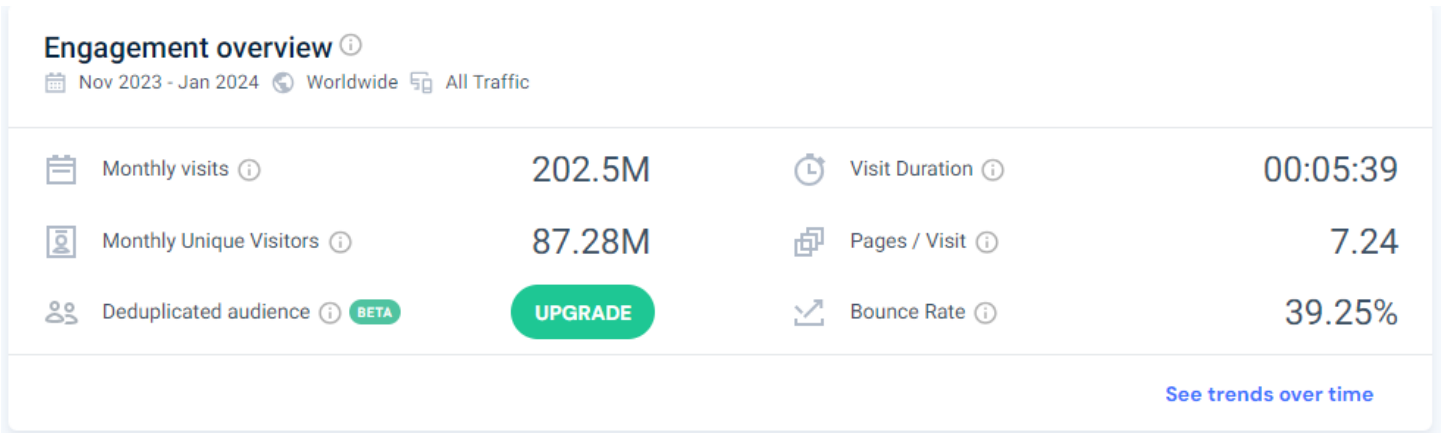 Engagement overview
Nov 2023 - Jan 2024 Worldwide All Traffic
Monthly visits 202.5M Visit Duration 00:05:39
Monthly Unique Visitors 87.28M Pages / Visit 7.24
Deduplicated audience BETA UPGRADE Bounce Rate 39.25%
See trends over time